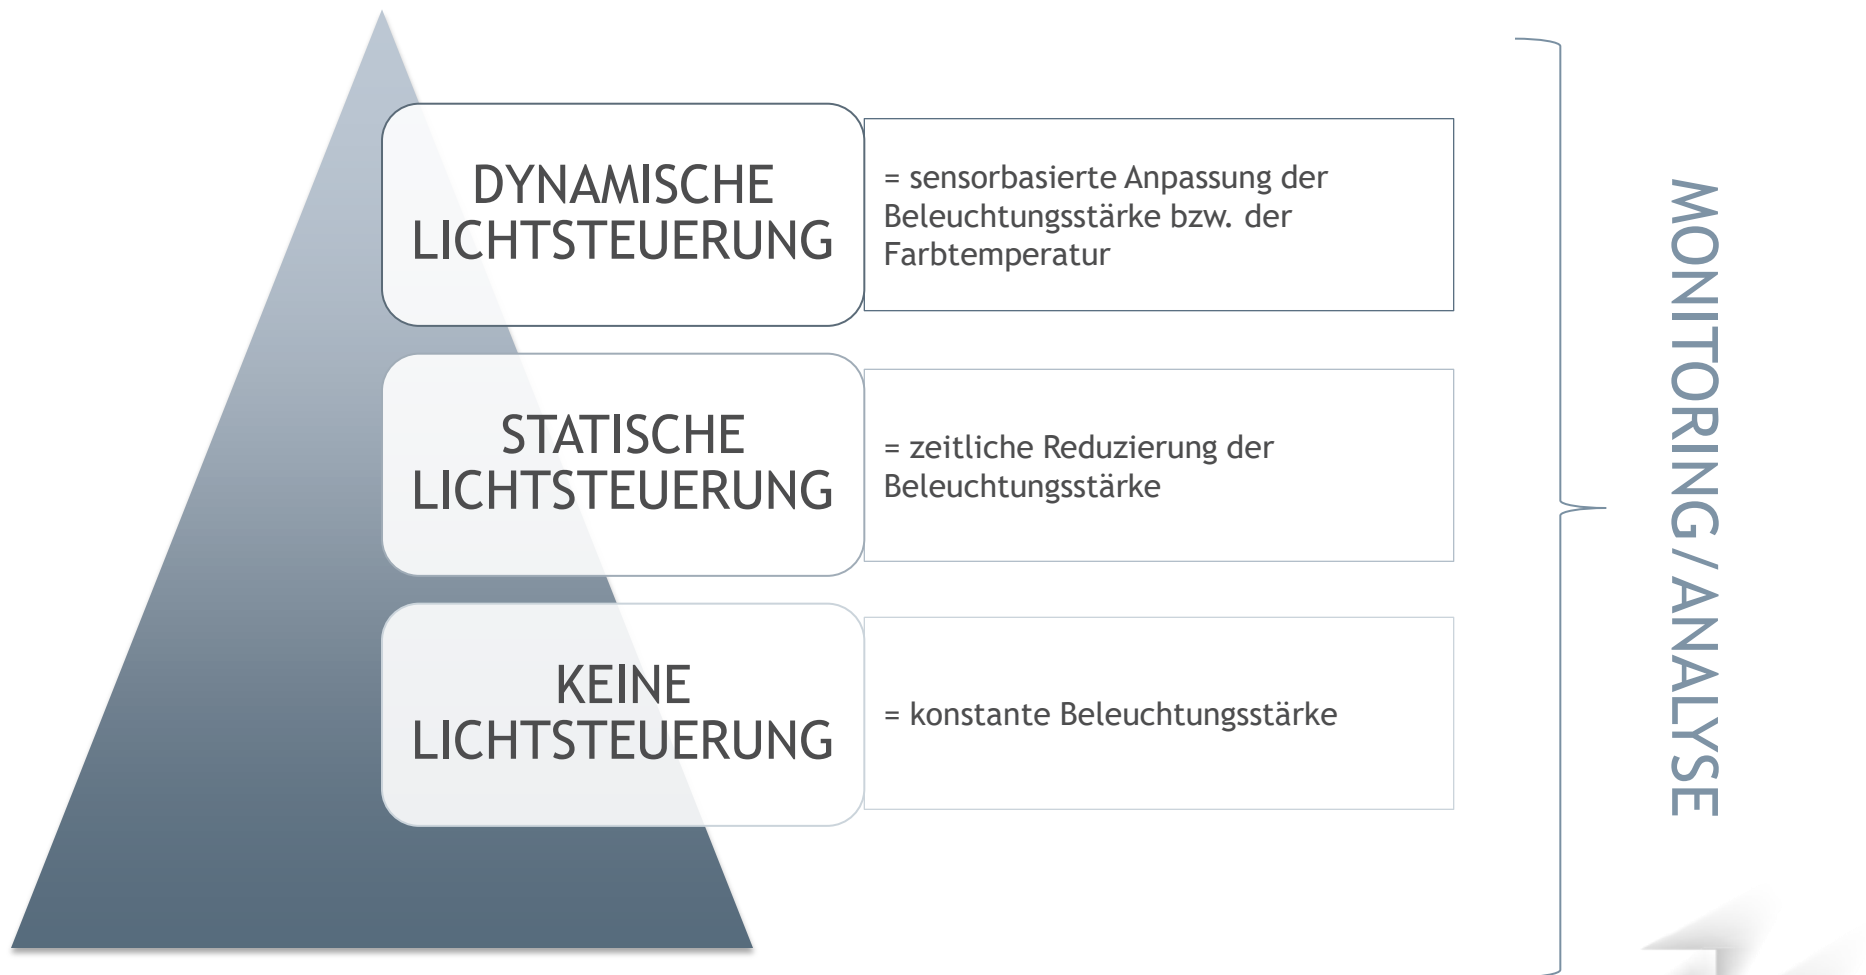 DYNAMISCHE
LICHTSTEUERUNG
= sensorbasierte Anpassung der
Beleuchtungsstärke bzw. der
Farbtemperatur
STATISCHE
LICHTSTEUERUNG
= zeitliche Reduzierung der
Beleuchtungsstärke
KEINE
LICHTSTEUERUNG
= konstante Beleuchtungsstärke
MONITORING/ANALYSE